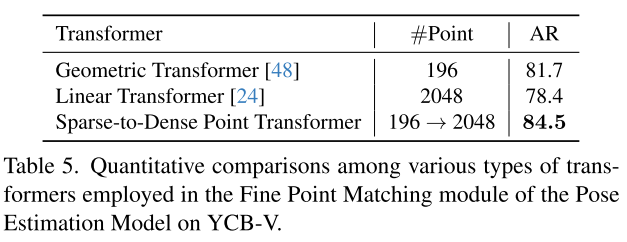 Transformer #Point AR
Geometric Transformer [48] 196 81.7
Linear Transformer [24] 2048 78.4
Sparse-to-Dense Point Transformer 196 → 2048 84.5
Table 5. Quantitative comparisons among various types of trans-
formers employed in the Fine Point Matching module of the Pose
Estimation Model on YCB-V.